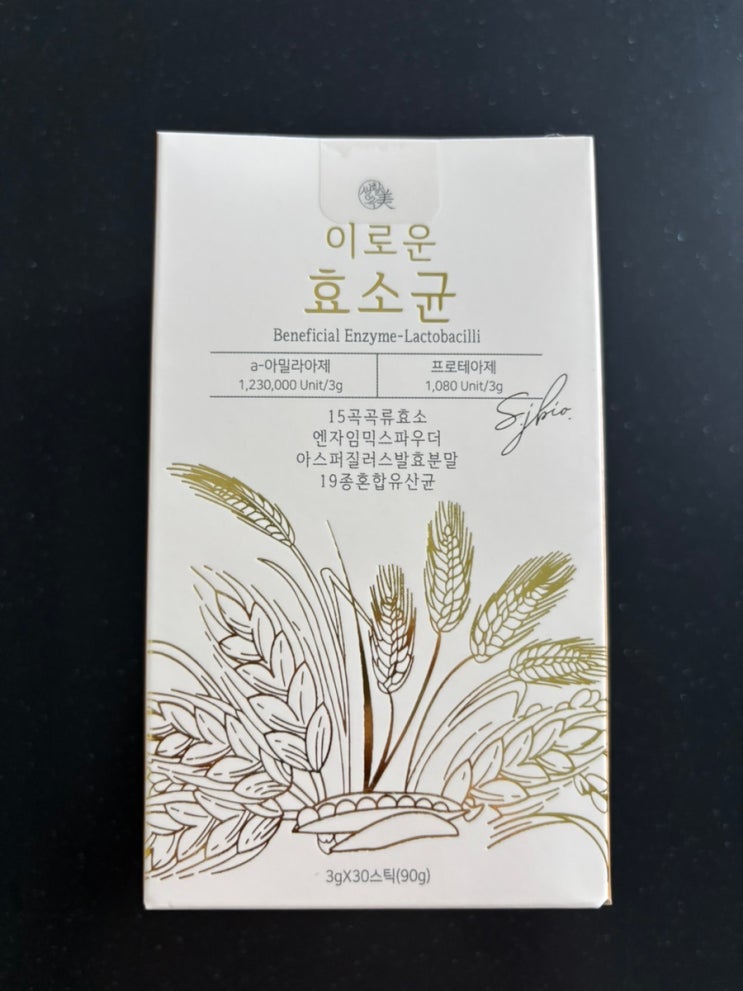 美
이로운
효소균
Beneficial Enzyme-Lactobacilli
a-아밀라아제
1,230,000 Unit/3g
프로테아제
1,080 Unit/3g
S.jbio.
15곡곡류효소
엔자임믹스파우더
아스퍼질러스발효분말
19종혼합유산균
3gX30스틱(90g)